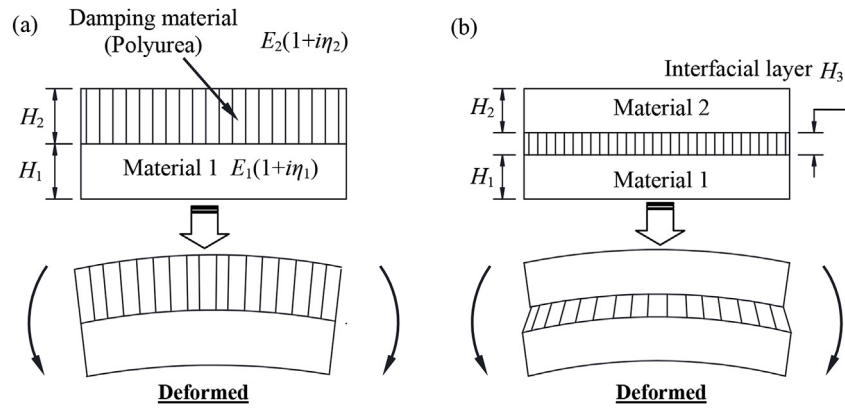 (a)
Damping material
(Polyurea)
E₂(1+iη₂)
H₂
H₁
Material 1 E₁(1+iη₁)
Deformed
(b)
Interfacial layer H₃
H₂
Material 2
H₁
Material 1
Deformed